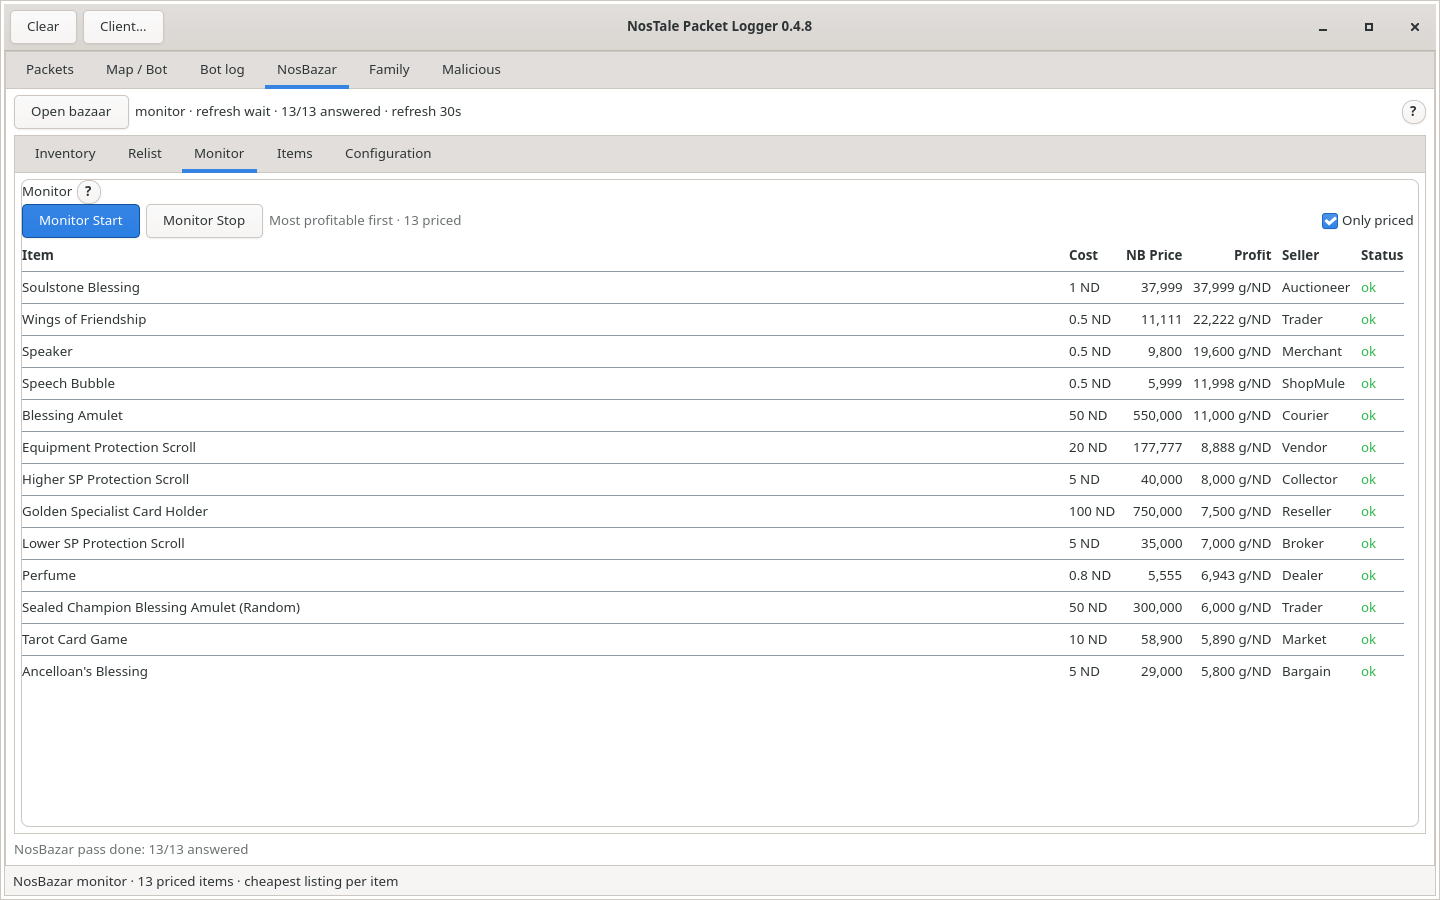 Clear Client... NosTale Packet Logger 0.4.8
Packets Map / Bot Bot log NosBazar Family Malicious
Open bazaar monitor · refresh wait · 13/13 answered · refresh 30s ?
Inventory Relist Monitor Items Configuration
Monitor ?
Monitor Start Monitor Stop Most profitable first · 13 priced Only priced
Item Cost NB Price Profit Seller Status
Soulstone Blessing 1 ND 37,999 37,999 g/ND Auctioneer ok
Wings of Friendship 0.5 ND 11,111 22,222 g/ND Trader ok
Speaker 0.5 ND 9,800 19,600 g/ND Merchant ok
Speech Bubble 0.5 ND 5,999 11,998 g/ND ShopMule ok
Blessing Amulet 50 ND 550,000 11,000 g/ND Courier ok
Equipment Protection Scroll 20 ND 177,777 8,888 g/ND Vendor ok
Higher SP Protection Scroll 5 ND 40,000 8,000 g/ND Collector ok
Golden Specialist Card Holder 100 ND 750,000 7,500 g/ND Reseller ok
Lower SP Protection Scroll 5 ND 35,000 7,000 g/ND Broker ok
Perfume 0.8 ND 5,555 6,943 g/ND Dealer ok
Sealed Champion Blessing Amulet (Random) 50 ND 300,000 6,000 g/ND Trader ok
Tarot Card Game 10 ND 58,900 5,890 g/ND Market ok
Ancelloan's Blessing 5 ND 29,000 5,800 g/ND Bargain ok
NosBazar pass done: 13/13 answered
NosBazar monitor · 13 priced items · cheapest listing per item